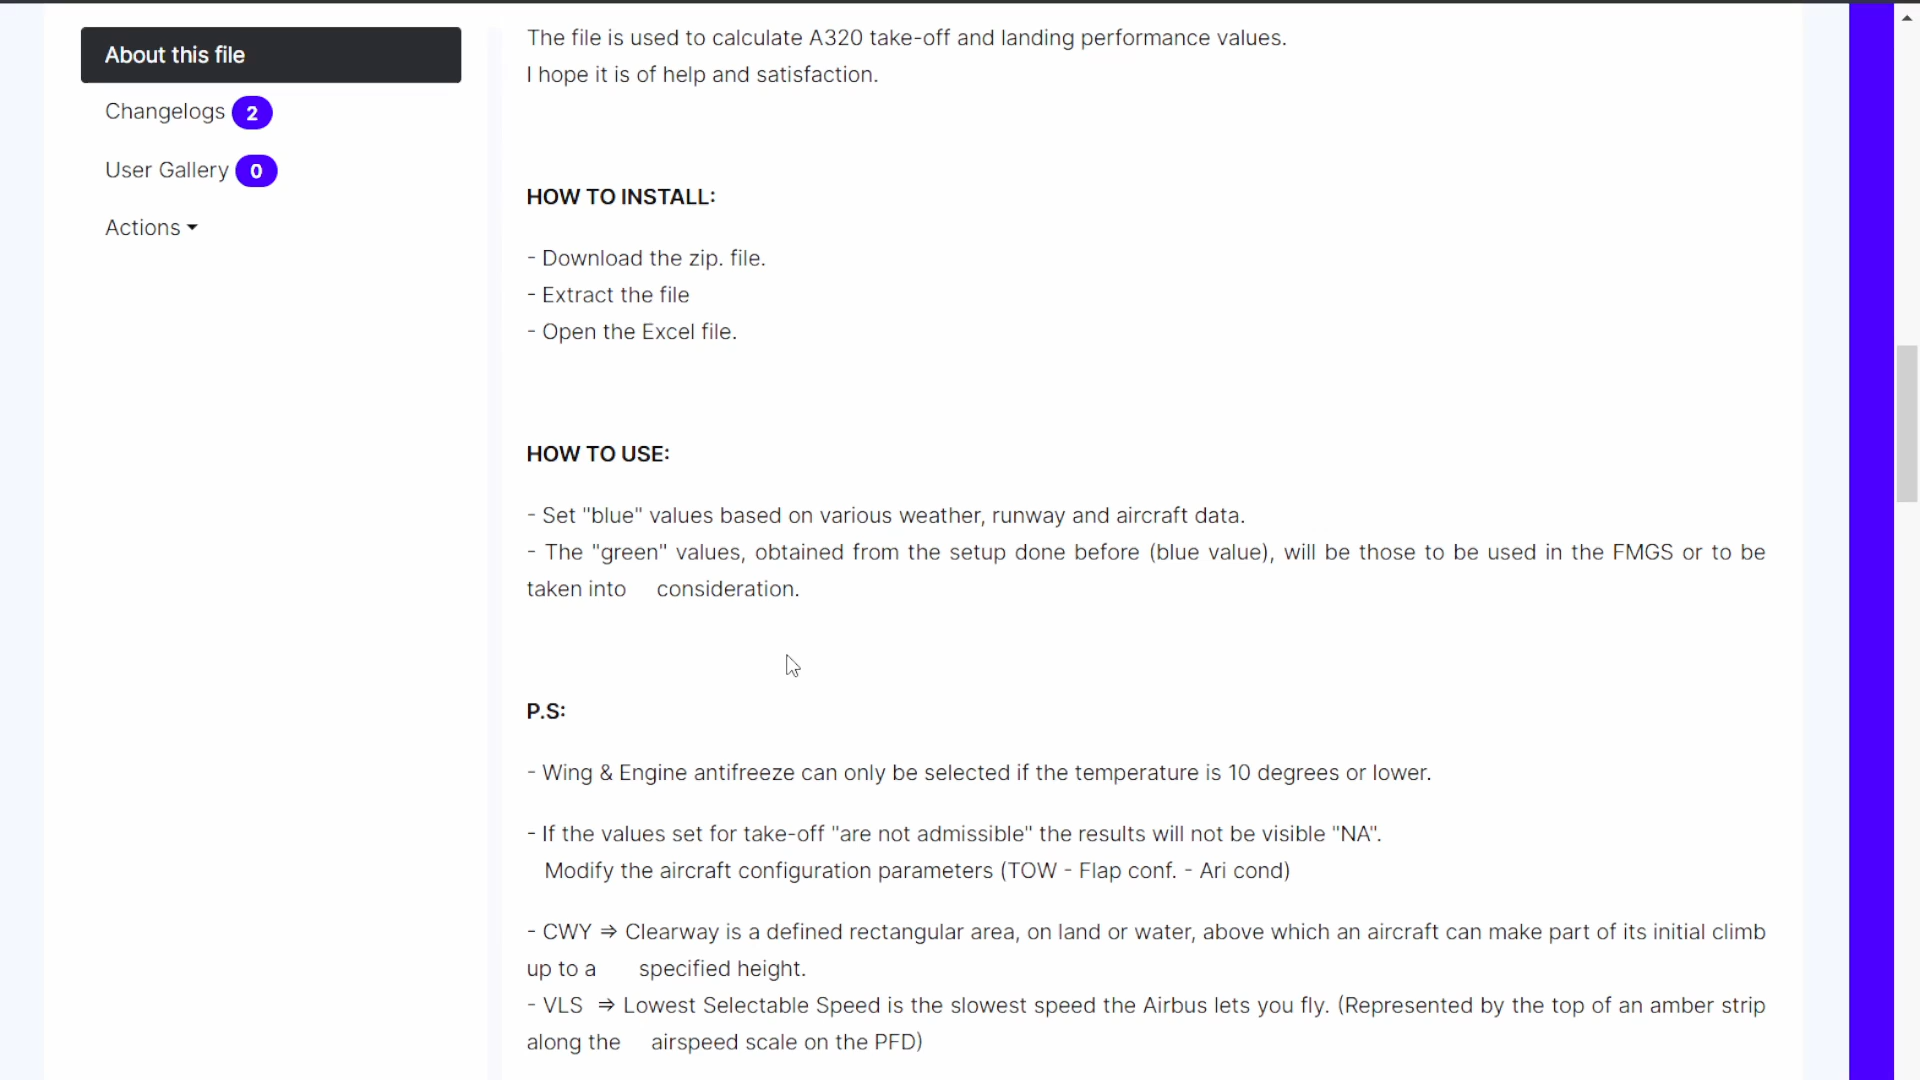 About this file
Changelogs 2
User Gallery 0
Actions
The file is used to calculate A320 take-off and landing performance values.
I hope it is of help and satisfaction.
HOW TO INSTALL:
- Download the zip. file.
- Extract the file
- Open the Excel file.
HOW TO USE:
- Set "blue" values based on various weather, runway and aircraft data.
- The "green" values, obtained from the setup done before (blue value), will be those to be used in the FMGS or to be
taken into consideration.
P.S:
- Wing & Engine antifreeze can only be selected if the temperature is 10 degrees or lower.
- If the values set for take-off "are not admissible" the results will not be visible "NA".
Modify the aircraft configuration parameters (TOW - Flap conf. - Ari cond)
- CWY ⇒ Clearway is a defined rectangular area, on land or water, above which an aircraft can make part of its initial climb
up to a specified height.
- VLS ⇒ Lowest Selectable Speed is the slowest speed the Airbus lets you fly. (Represented by the top of an amber strip
along the airspeed scale on the PFD)